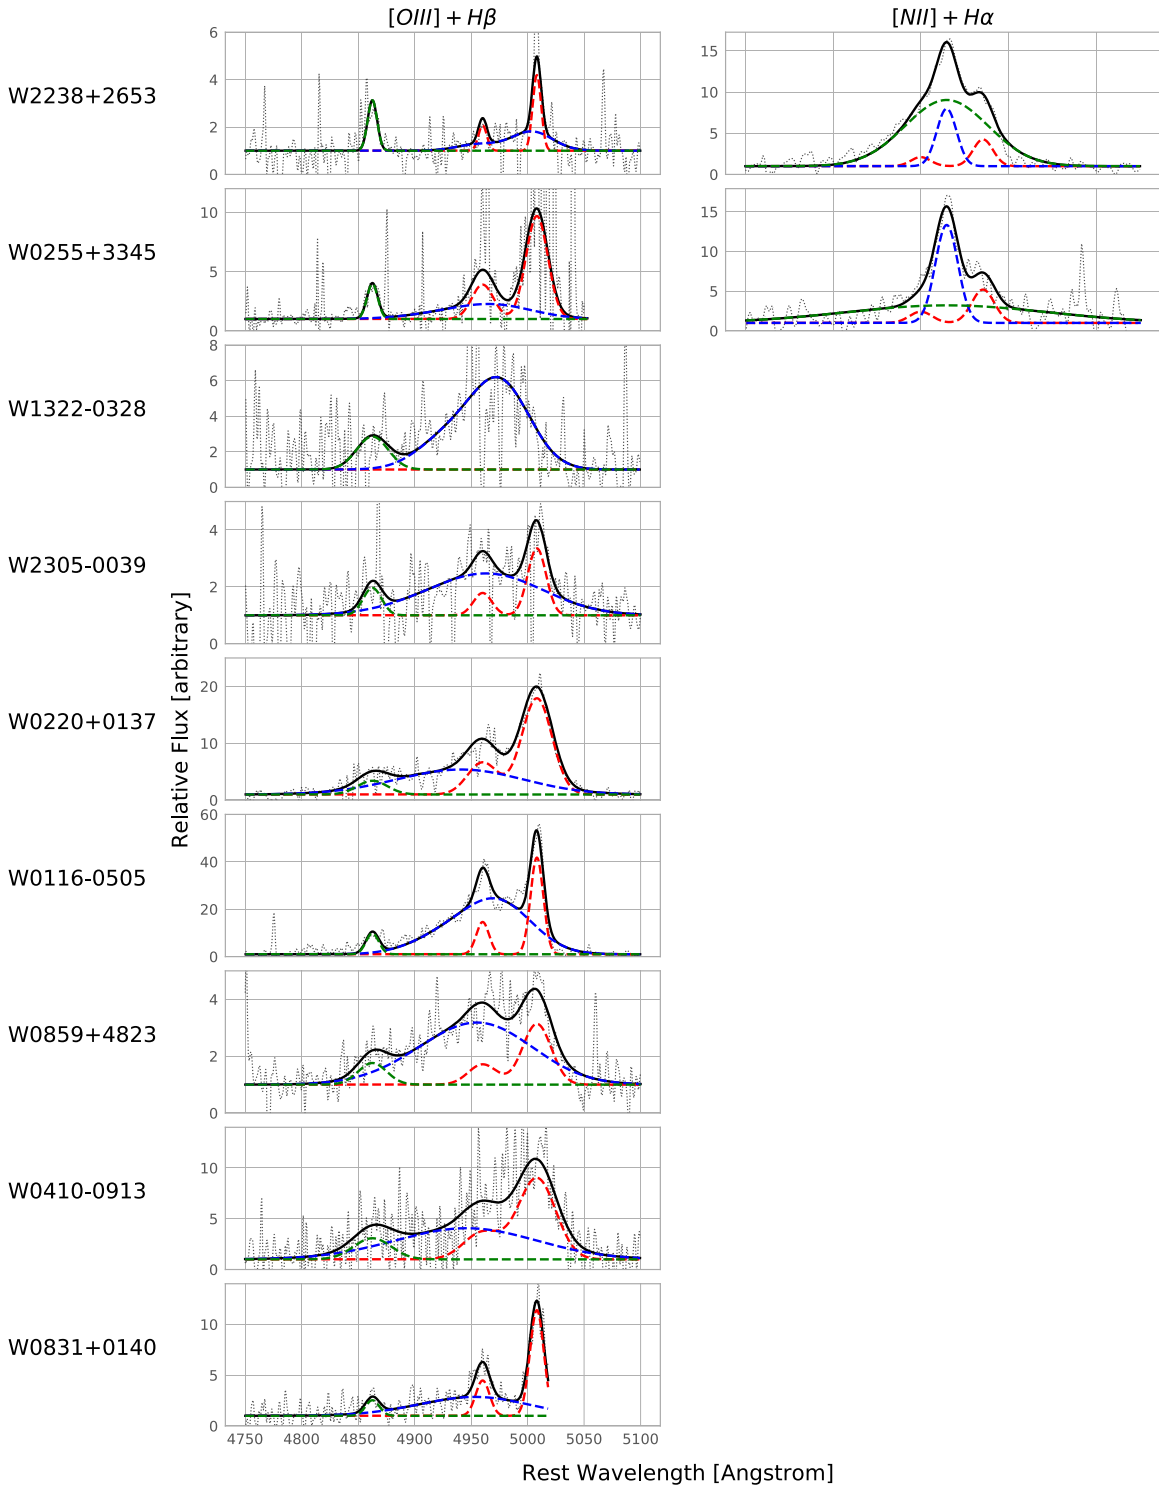 [OIII] + Hβ
[NII] + Hα
W2238+2653
6
4
2
0
15
10
5
0
W0255+3345
10
5
0
15
10
5
0
W1322-0328
8
6
4
2
0
W2305-0039
4
2
0
Relative Flux [arbitrary]
W0220+0137
20
10
0
W0116-0505
60
40
20
0
W0859+4823
4
2
0
W0410-0913
10
5
0
W0831+0140
10
5
0
4750 4800 4850 4900 4950 5000 5050 5100
Rest Wavelength [Angstrom]